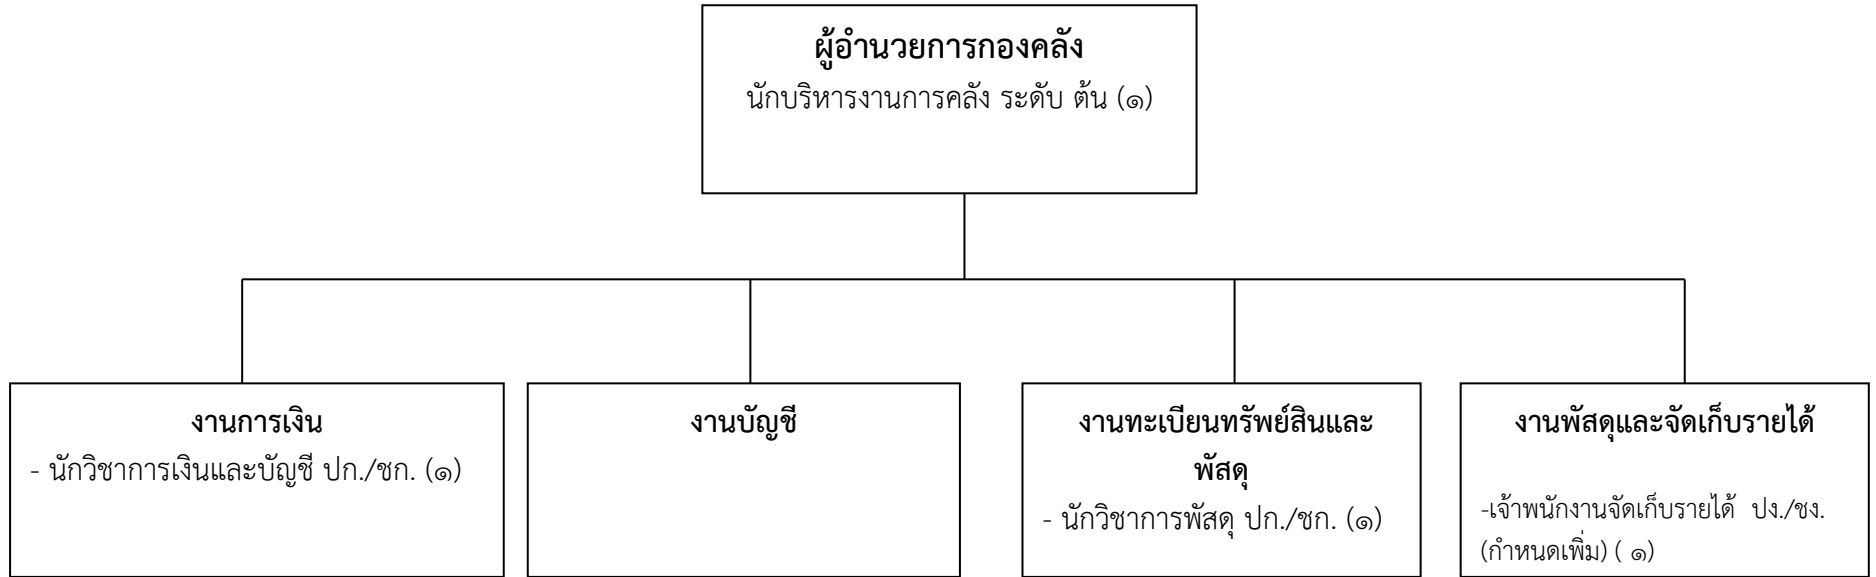 ผู้อำนวยการกองคลัง
นักบริหารงานการคลัง ระดับ ต้น (๑)
งานการเงิน
- นักวิชาการเงินและบัญชี ปก./ชก. (๑)
งานบัญชี
งานทะเบียนทรัพย์สินและ
พัสดุ
- นักวิชาการพัสดุ ปก./ชก. (๑)
งานพัสดุและจัดเก็บรายได้
-เจ้าพนักงานจัดเก็บรายได้ ปง./ชง.
(กำหนดเพิ่ม) ( ๑)